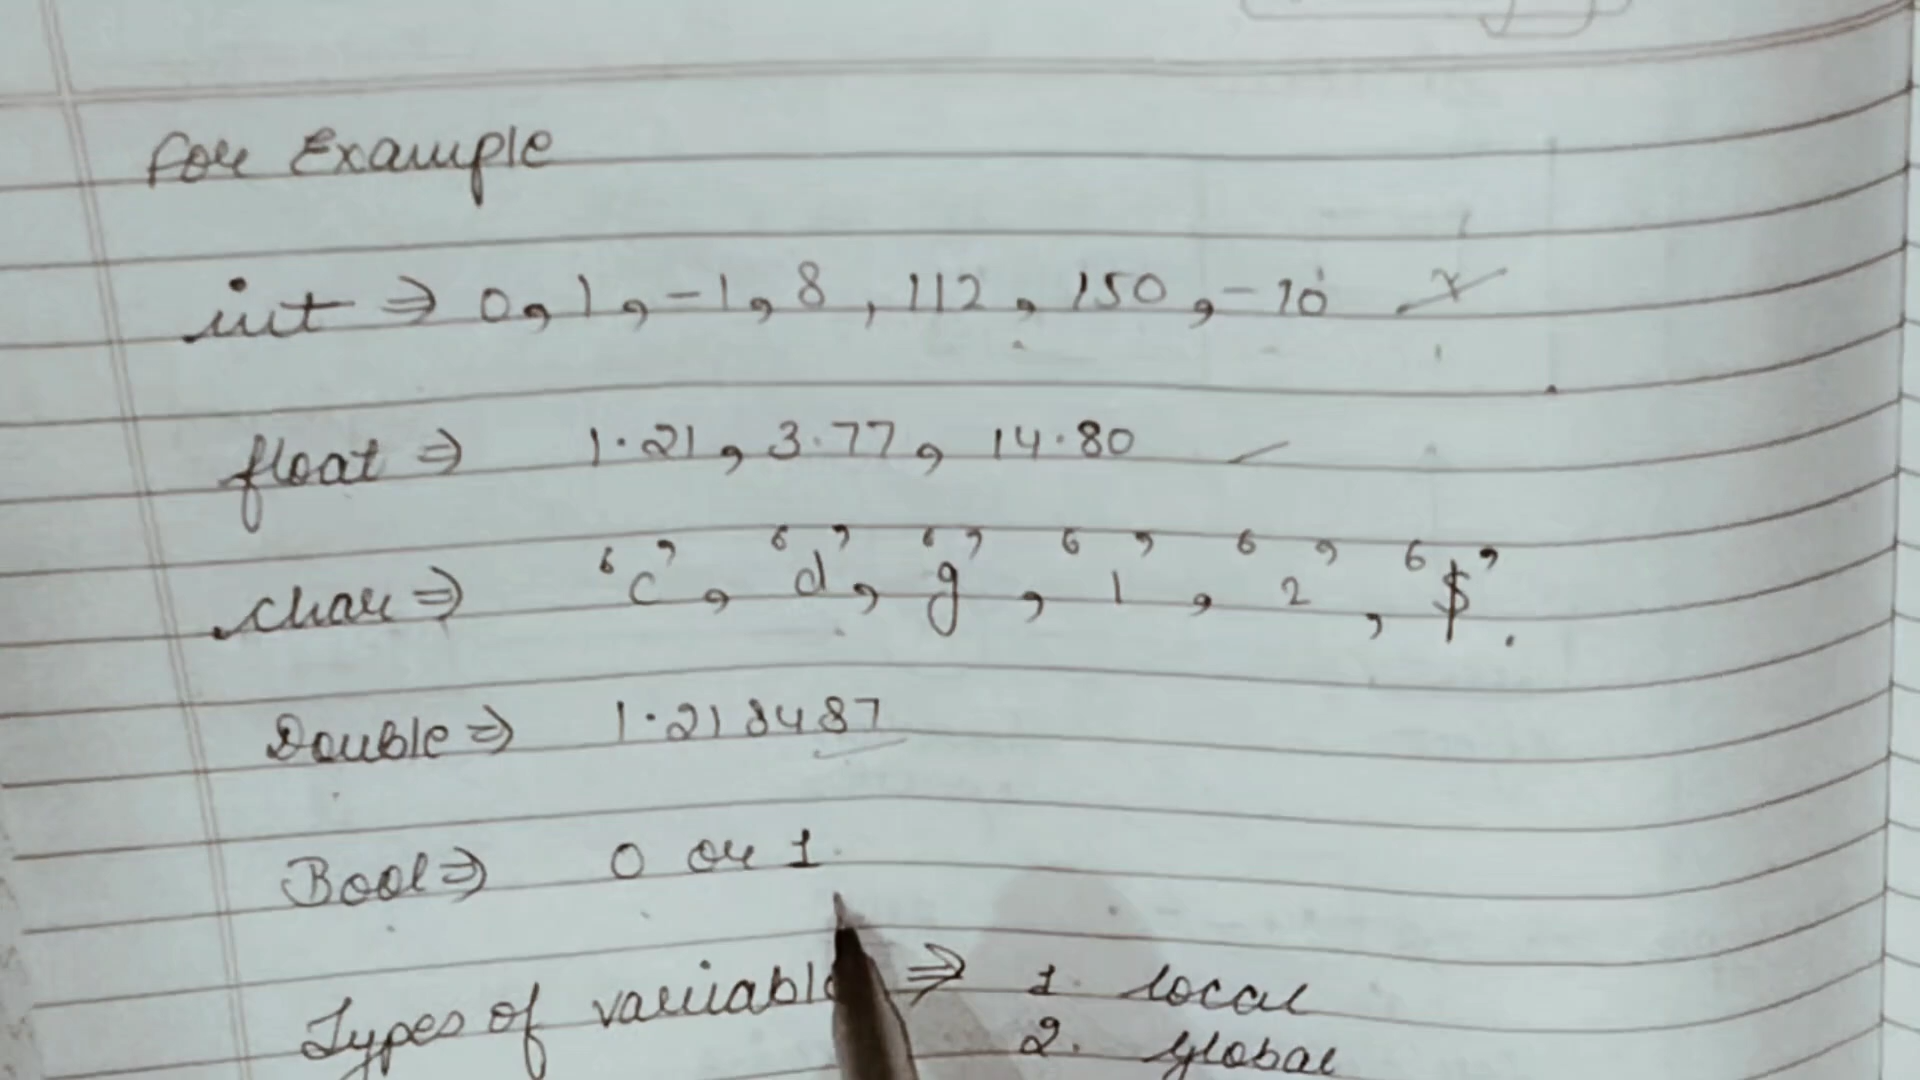 For Example
int ⇒ 0, 1, -1, 8, 112, 150, -10
float ⇒ 1.21, 3.77, 14.80
char ⇒ 'c', 'd', 'g', '1', '2', '$'.
Double ⇒ 1.218487
Bool ⇒ 0 or 1
Types of variable ⇒ 1. local
2. global